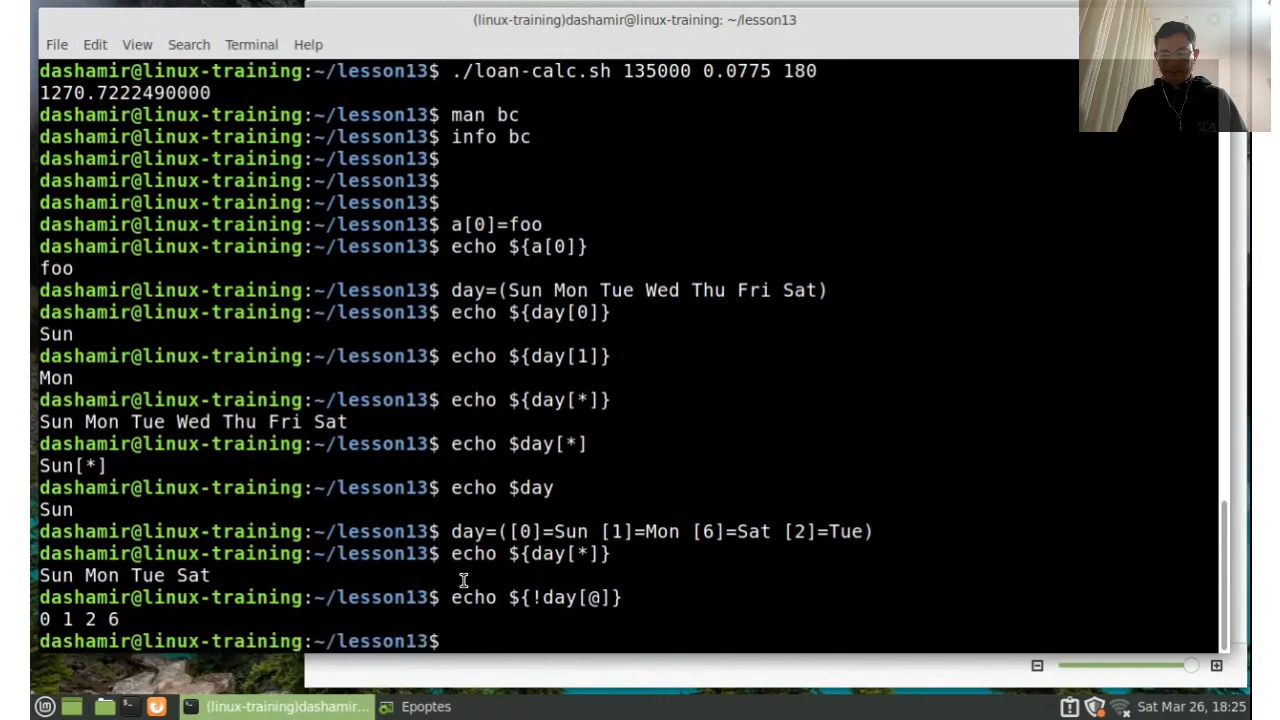 (linux-training)dashamir@linux-training: ~/lesson13
File Edit View Search Terminal Help
dashamir@linux-training:~/lesson13$ ./loan-calc.sh 135000 0.0775 180
1270.7222490000
dashamir@linux-training:~/lesson13$ man bc
dashamir@linux-training:~/lesson13$ info bc
dashamir@linux-training:~/lesson13$
dashamir@linux-training:~/lesson13$
dashamir@linux-training:~/lesson13$
dashamir@linux-training:~/lesson13$ a[0]=foo
dashamir@linux-training:~/lesson13$ echo ${a[0]}
foo
dashamir@linux-training:~/lesson13$ day=(Sun Mon Tue Wed Thu Fri Sat)
dashamir@linux-training:~/lesson13$ echo ${day[0]}
Sun
dashamir@linux-training:~/lesson13$ echo ${day[1]}
Mon
dashamir@linux-training:~/lesson13$ echo ${day[*]}
Sun Mon Tue Wed Thu Fri Sat
dashamir@linux-training:~/lesson13$ echo $day[*]
Sun[*]
dashamir@linux-training:~/lesson13$ echo $day
Sun
dashamir@linux-training:~/lesson13$ day=([0]=Sun [1]=Mon [6]=Sat [2]=Tue)
dashamir@linux-training:~/lesson13$ echo ${day[*]}
Sun Mon Tue Sat
dashamir@linux-training:~/lesson13$ echo ${!day[@]}
0 1 2 6
dashamir@linux-training:~/lesson13$
(linux-training)dashamir... Epoptes Sat Mar 26, 18:25